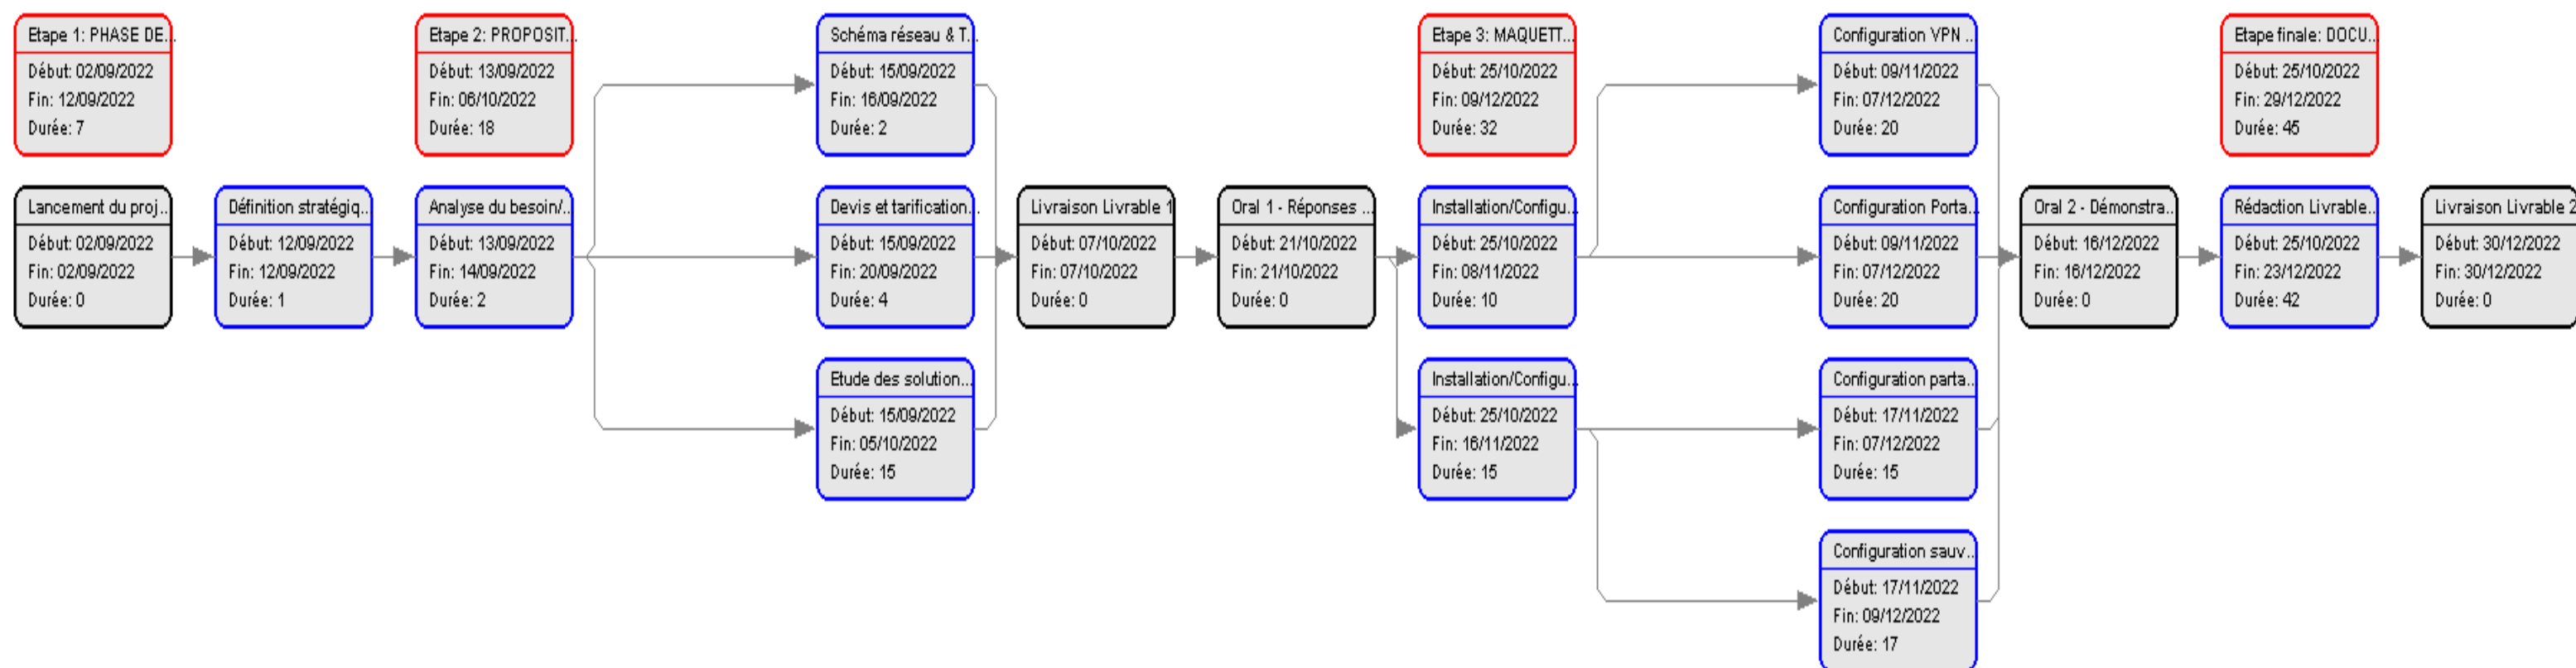 Etape 1: PHASE DE...
Début: 02/09/2022
Fin: 12/09/2022
Durée: 7
Etape 2: PROPOSIT...
Début: 13/09/2022
Fin: 06/10/2022
Durée: 18
Schéma réseau & T...
Début: 15/09/2022
Fin: 16/09/2022
Durée: 2
Etape 3: MAQUETT...
Début: 25/10/2022
Fin: 09/12/2022
Durée: 32
Configuration VPN ...
Début: 09/11/2022
Fin: 07/12/2022
Durée: 20
Etape finale: DOCU...
Début: 25/10/2022
Fin: 29/12/2022
Durée: 45
Lancement du proj...
Début: 02/09/2022
Fin: 02/09/2022
Durée: 0
Définition stratégiq...
Début: 12/09/2022
Fin: 12/09/2022
Durée: 1
Analyse du besoin/...
Début: 13/09/2022
Fin: 14/09/2022
Durée: 2
Devis et tarification...
Début: 15/09/2022
Fin: 20/09/2022
Durée: 4
Livraison Livrable 1
Début: 07/10/2022
Fin: 07/10/2022
Durée: 0
Oral 1 - Réponses ...
Début: 21/10/2022
Fin: 21/10/2022
Durée: 0
Installation/Configu...
Début: 25/10/2022
Fin: 08/11/2022
Durée: 10
Configuration Porta...
Début: 09/11/2022
Fin: 07/12/2022
Durée: 20
Oral 2 - Démonstra...
Début: 16/12/2022
Fin: 16/12/2022
Durée: 0
Rédaction Livrable...
Début: 25/10/2022
Fin: 23/12/2022
Durée: 42
Livraison Livrable 2
Début: 30/12/2022
Fin: 30/12/2022
Durée: 0
Etude des solution...
Début: 15/09/2022
Fin: 05/10/2022
Durée: 15
Installation/Configu...
Début: 25/10/2022
Fin: 16/11/2022
Durée: 15
Configuration parta...
Début: 17/11/2022
Fin: 07/12/2022
Durée: 15
Configuration sauv...
Début: 17/11/2022
Fin: 09/12/2022
Durée: 17